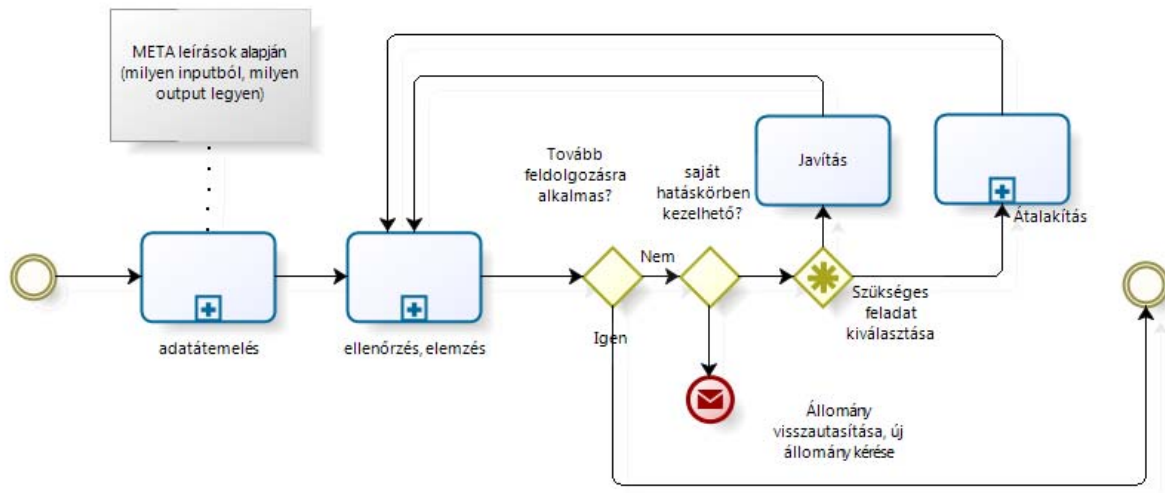 META leírások alapján
(milyen inputból, milyen
output legyen)
adatátemelés
ellenőrzés, elemzés
Tovább
feldolgozásra
alkalmas?
Nem
Igen
saját
hatáskörben
kezelhető?
Javítás
Átalakítás
Szükséges
feladat
kiválasztása
Állomány
visszautasítása, új
állomány kérése